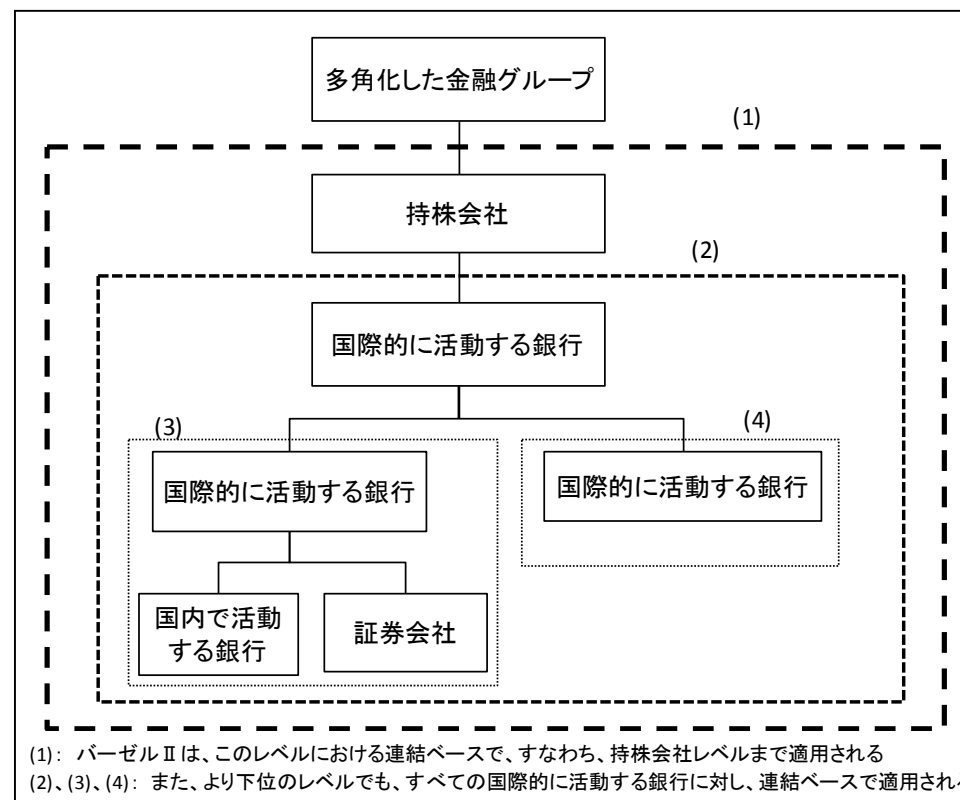 多角化した金融グループ
(1)
持株会社
(2)
国際的に活動する銀行
(3)
(4)
国際的に活動する銀行
国際的に活動する銀行
国内で活動
する銀行
証券会社
(1)： バーゼルⅡは、このレベルにおける連結ベースで、すなわち、持株会社レベルまで適用される
(2)、(3)、(4)： また、より下位のレベルでも、すべての国際的に活動する銀行に対し、連結ベースで適用され